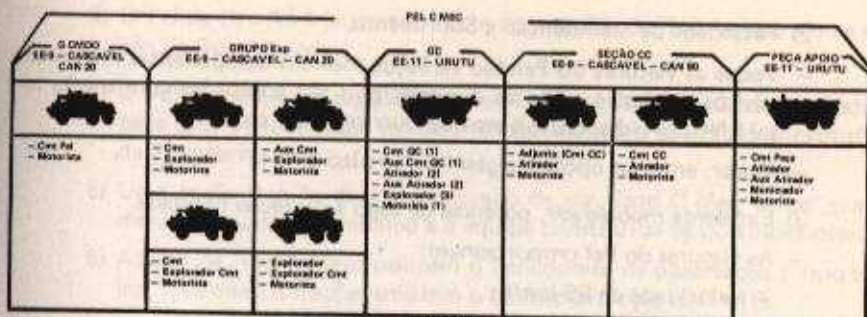 PEL C MEC
G CMDO
EE-9 – CASCAVEL
CAN 20
GRUPO Exp
EE-9 – CASCAVEL – CAN 20
GC
EE-11 – URUTU
SEÇÃO CC
EE-9 – CASCAVEL – CAN 90
PEÇA APOIO
EE-11 – URUTU
– Cmt Pel
– Motorista
– Cmt
– Explorador
– Motorista
– Aux Cmt
– Explorador
– Motorista
– Cmt
– Explorador Cmt
– Motorista
– Explorador
– Explorador Cmt
– Motorista
– Cmt GC (1)
– Aux Cmt GC (1)
– Atirador (2)
– Aux Atirador (2)
– Explorador (3)
– Motorista (1)
– Adjunto (Cmt CC)
– Atirador
– Motorista
– Cmt CC
– Atirador
– Motorista
– Cmt Peça
– Atirador
– Aux Atirador
– Municiador
– Motorista